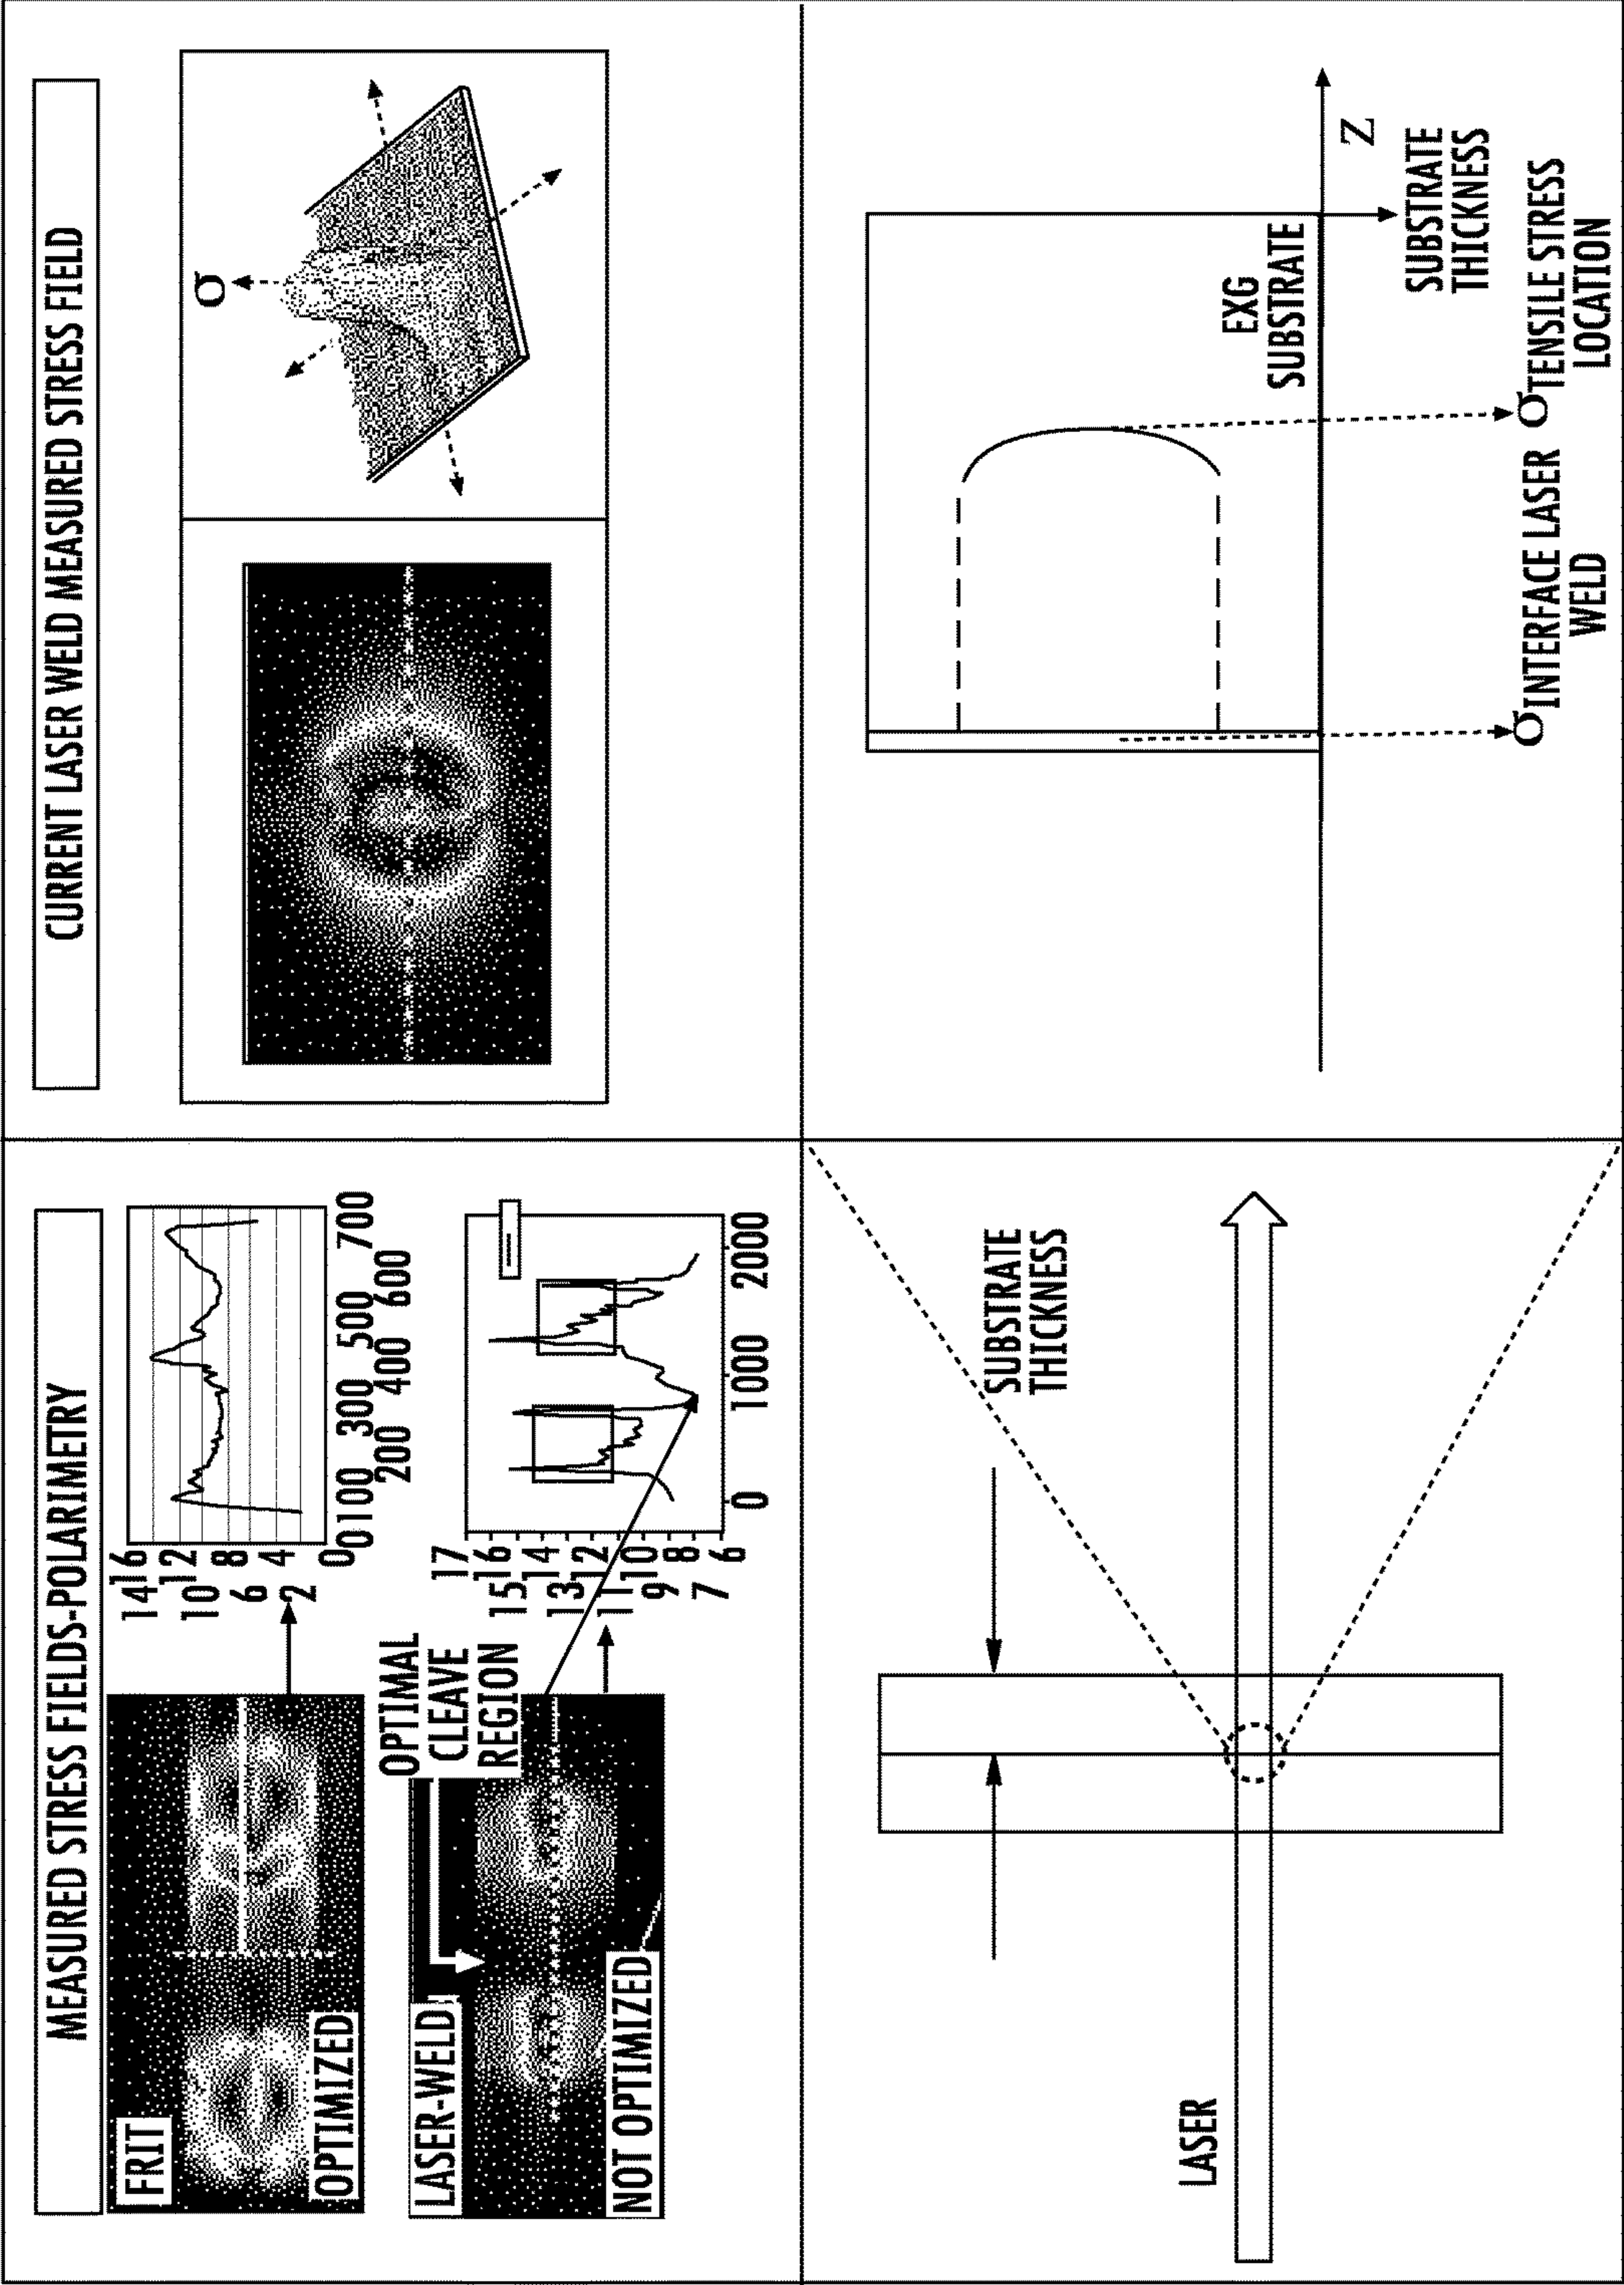 MEASURED STRESS FIELDS-POLARIMETRY
FRIT
OPTIMIZED
16
14
12
10
8
6
4
2
0
0 100 200 300 400 500 600 700
OPTIMAL
CLEAVE
REGION
LASER-WELD
NOT OPTIMIZED
17
16
15
14
13
12
11
10
9
8
7
6
0 1000 2000
CURRENT LASER WELD MEASURED STRESS FIELD
σ
LASER
SUBSTRATE
THICKNESS
EXG
SUBSTRATE
Z
SUBSTRATE
THICKNESS
σINTERFACE LASER
WELD
σTENSILE STRESS
LOCATION